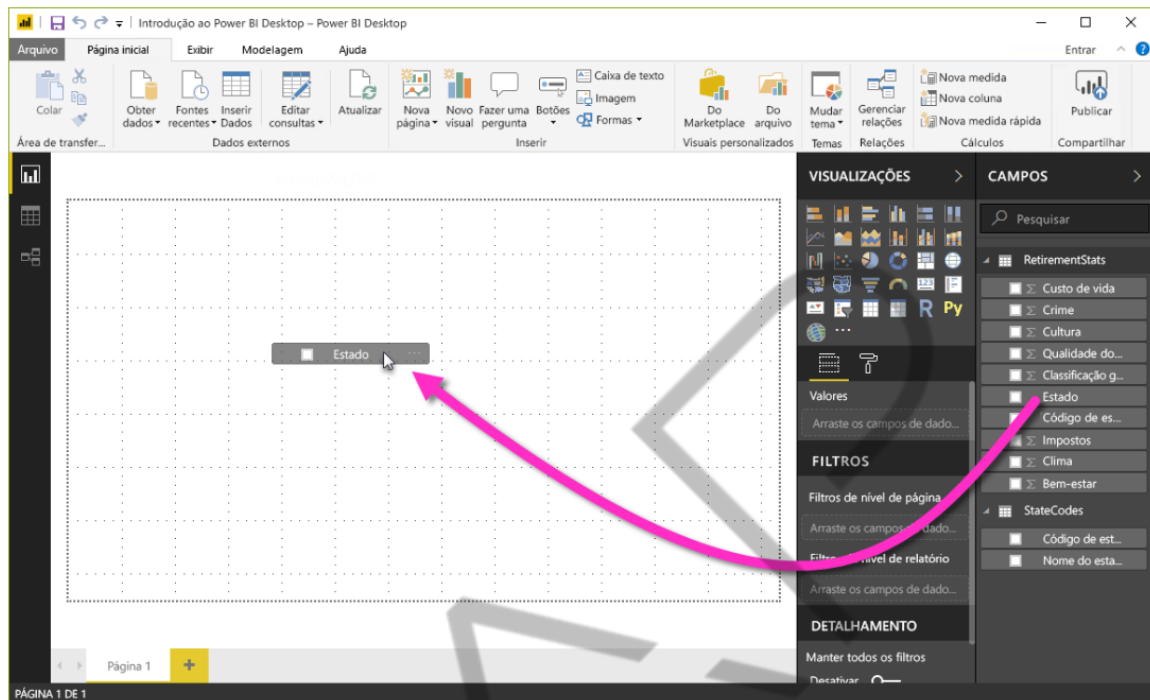 Introdução ao Power BI Desktop – Power BI Desktop
Arquivo Página inicial Exibir Modelagem Ajuda Entrar
Colar
Obter dados
Fontes recentes
Inserir Dados
Editar consultas
Atualizar
Nova página
Novo visual
Fazer uma pergunta
Botões
Caixa de texto
Imagem
Formas
Do Marketplace
Do arquivo
Mudar tema
Gerenciar relações
Nova medida
Nova coluna
Nova medida rápida
Publicar
Área de transfer... Dados externos Inserir Visuais personalizados Temas Relações Cálculos Compartilhar
Estado
VISUALIZAÇÕES
123
R Py
Valores
Arraste os campos de dado...
FILTROS
Filtros de nível de página
Arraste os campos de dado...
nível de relatório
Arraste os campos de dado...
DETALHAMENTO
Manter todos os filtros
Desativar
CAMPOS
Pesquisar
RetirementStats
Σ Custo de vida
Σ Crime
Σ Cultura
Σ Qualidade do...
Σ Classificação g...
Estado
Código de es...
Σ Impostos
Σ Clima
Σ Bem-estar
StateCodes
Código de est...
Nome do esta...
Página 1
PÁGINA 1 DE 1